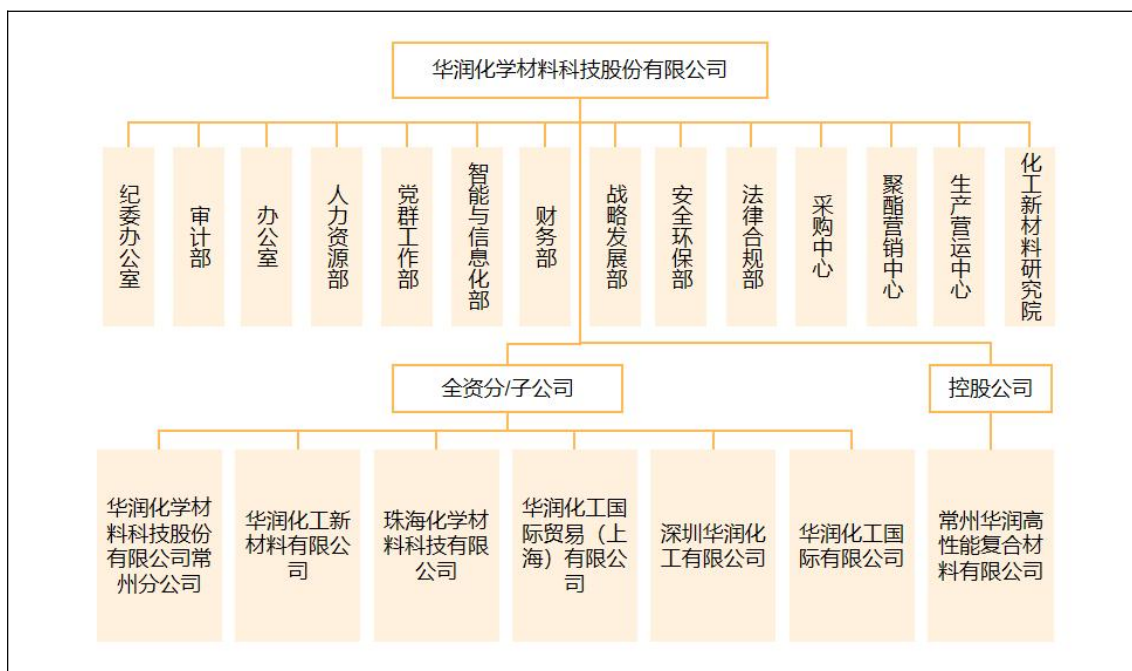 华润化学材料科技股份有限公司
纪委办公室
审计部
办公室
人力资源部
党群工作部
智能与信息化部
财务部
战略发展部
安全环保部
法律合规部
采购中心
聚酯营销中心
生产营运中心
化工新材料研究院
全资分/子公司
控股公司
华润化学材
料科技股份
有限公司常
州分公司
华润化工新
材料有限公
司
珠海化学材
料科技有限
公司
华润化工国
际贸易（上
海）有限公
司
深圳华润化
工有限公司
华润化工国
际有限公司
常州华润高
性能复合材
料有限公司